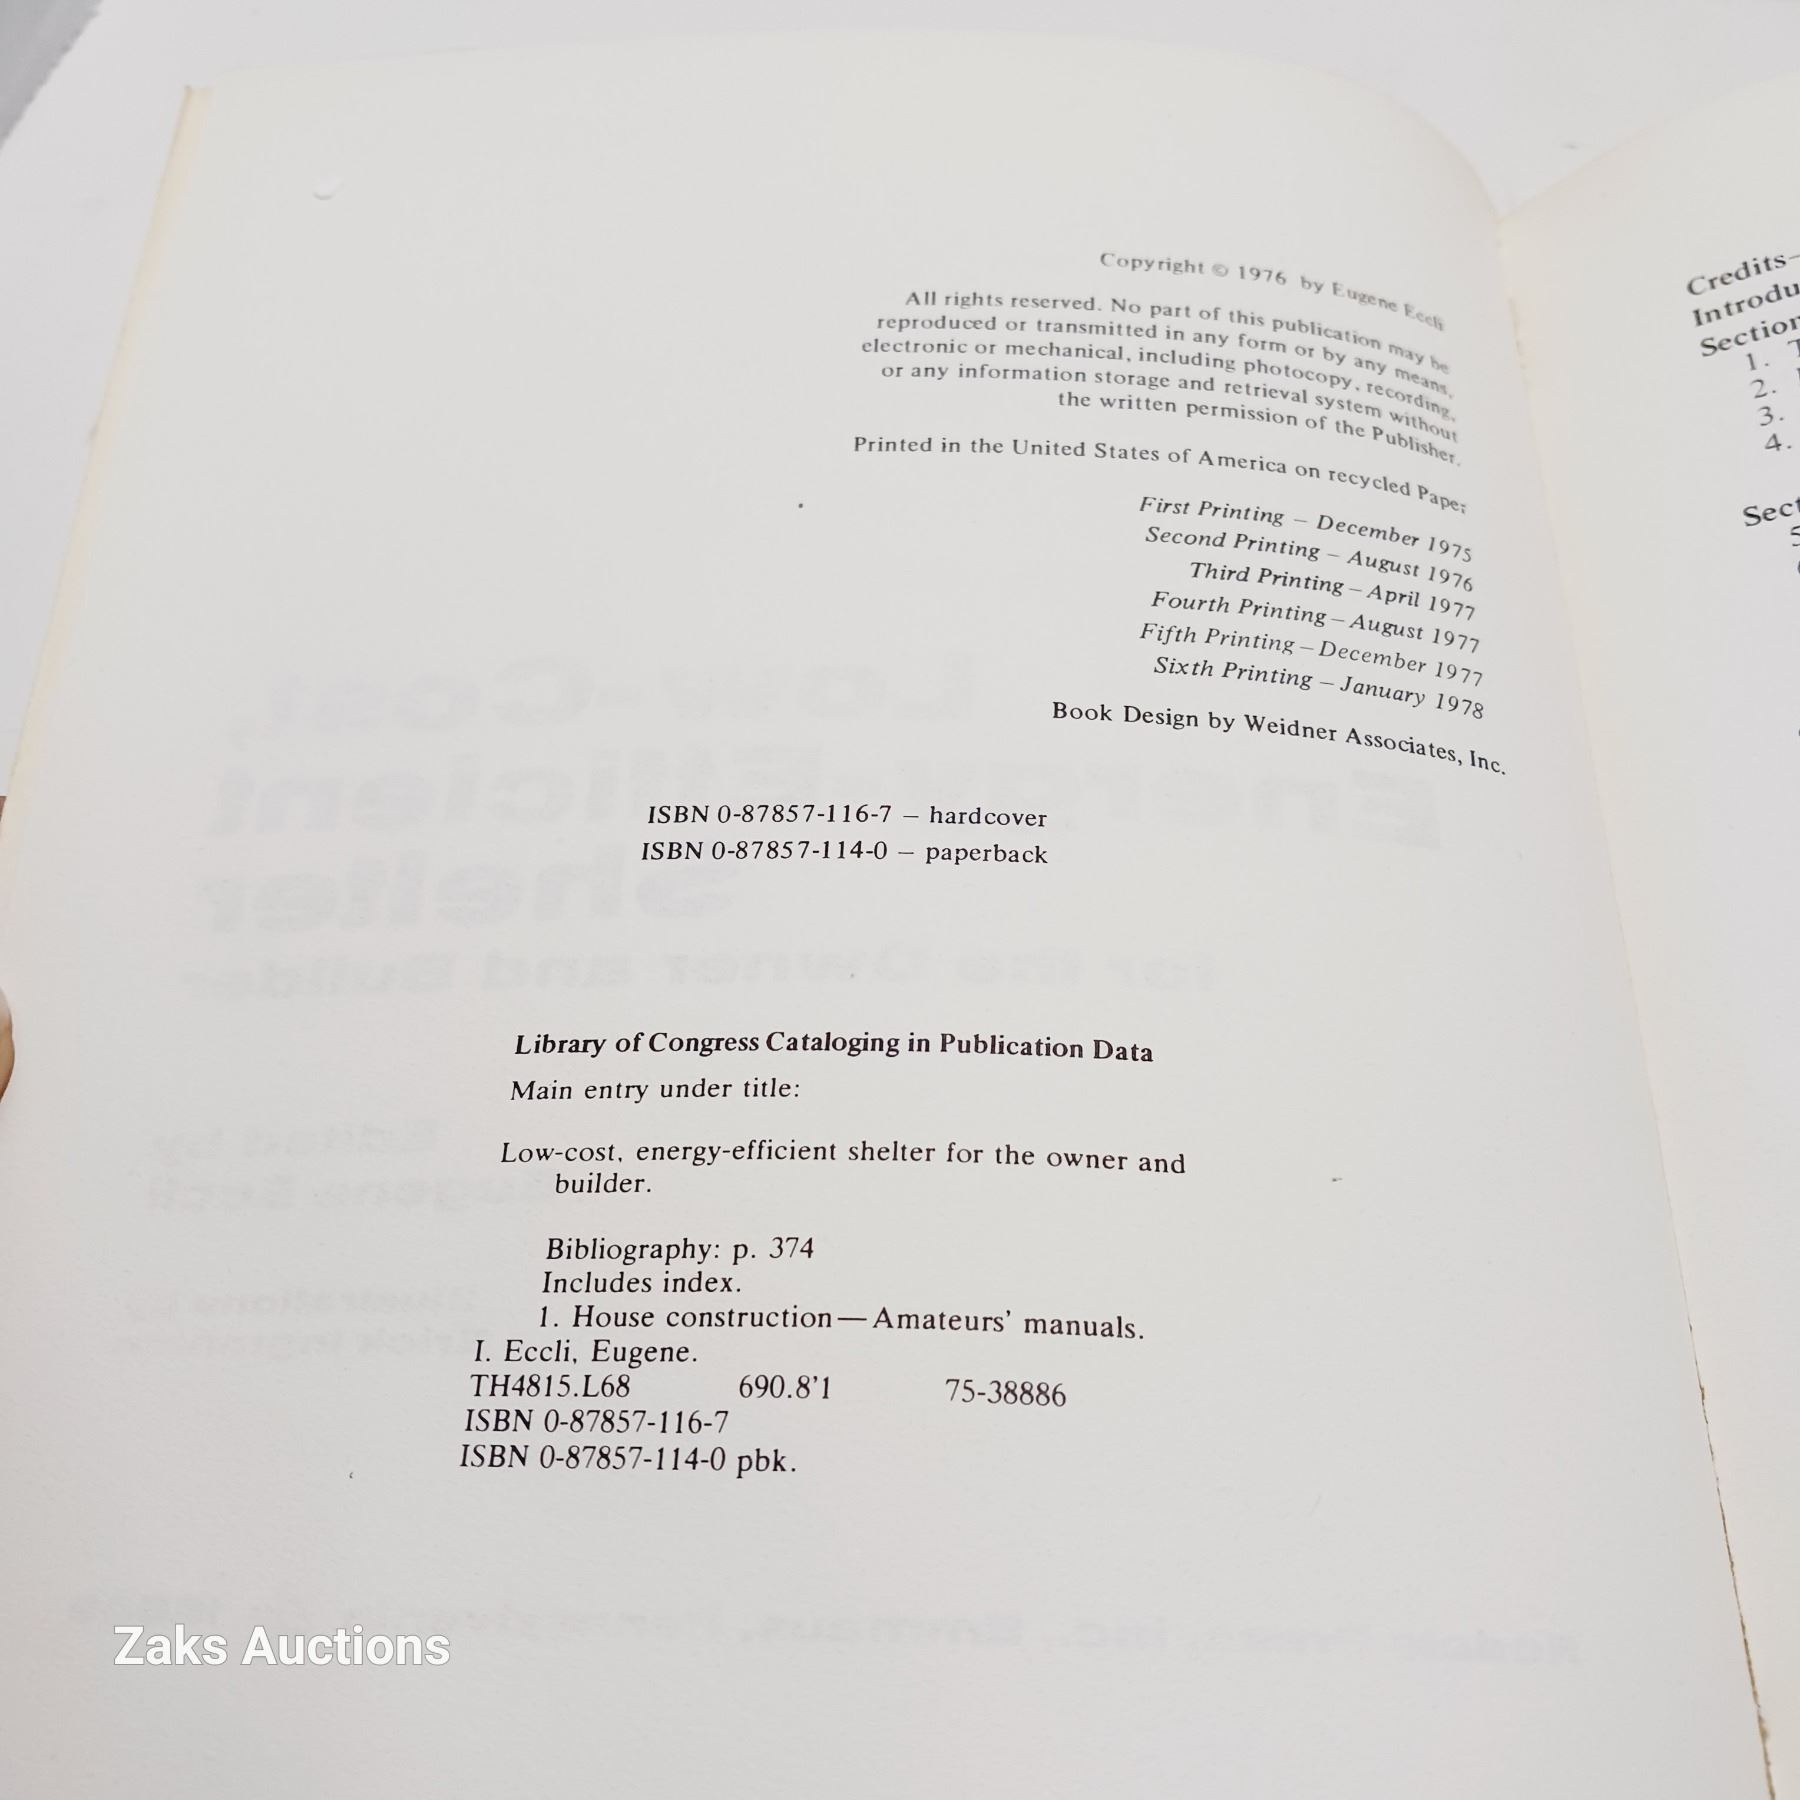 Copyright © 1976 by Eugene Eccli
All rights reserved. No part of this publication may be
reproduced or transmitted in any form or by any means,
electronic or mechanical, including photocopy, recording,
or any information storage and retrieval system without
the written permission of the Publisher.
Printed in the United States of America on recycled Paper
First Printing – December 1975
Second Printing – August 1976
Third Printing – April 1977
Fourth Printing – August 1977
Fifth Printing – December 1977
Sixth Printing – January 1978
Book Design by Weidner Associates, Inc.
ISBN 0-87857-116-7 – hardcover
ISBN 0-87857-114-0 – paperback
Library of Congress Cataloging in Publication Data
Main entry under title:
Low-cost, energy-efficient shelter for the owner and
builder.
Bibliography: p. 374
Includes index.
1. House construction—Amateurs' manuals.
I. Eccli, Eugene.
TH4815.L68 690.8'1 75-38886
ISBN 0-87857-116-7
ISBN 0-87857-114-0 pbk.
Zaks Auctions
Credits—
1.
2.
3.
4.